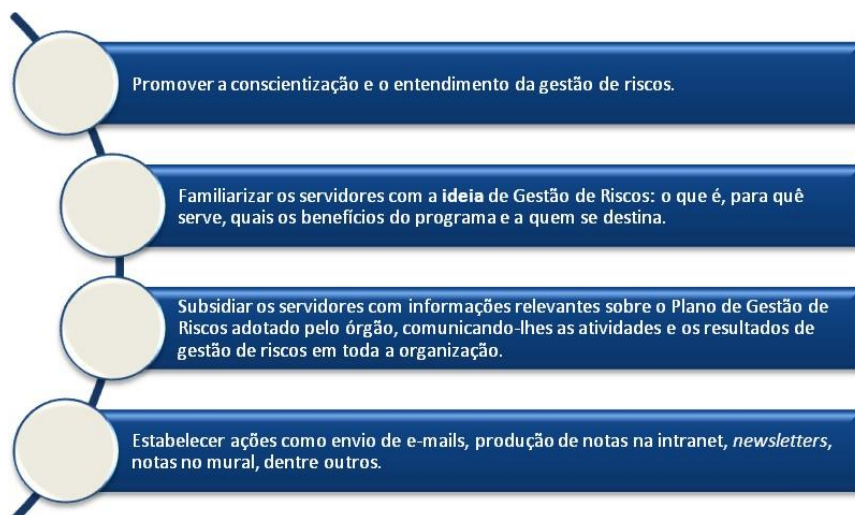 Promover a conscientização e o entendimento da gestão de riscos.
Familiarizar os servidores com a ideia de Gestão de Riscos: o que é, para quê
serve, quais os benefícios do programa e a quem se destina.
Subsidiar os servidores com informações relevantes sobre o Plano de Gestão de
Riscos adotado pelo órgão, comunicando-lhes as atividades e os resultados de
gestão de riscos em toda a organização.
Estabelecer ações como envio de e-mails, produção de notas na intranet, newsletters,
notas no mural, dentre outros.